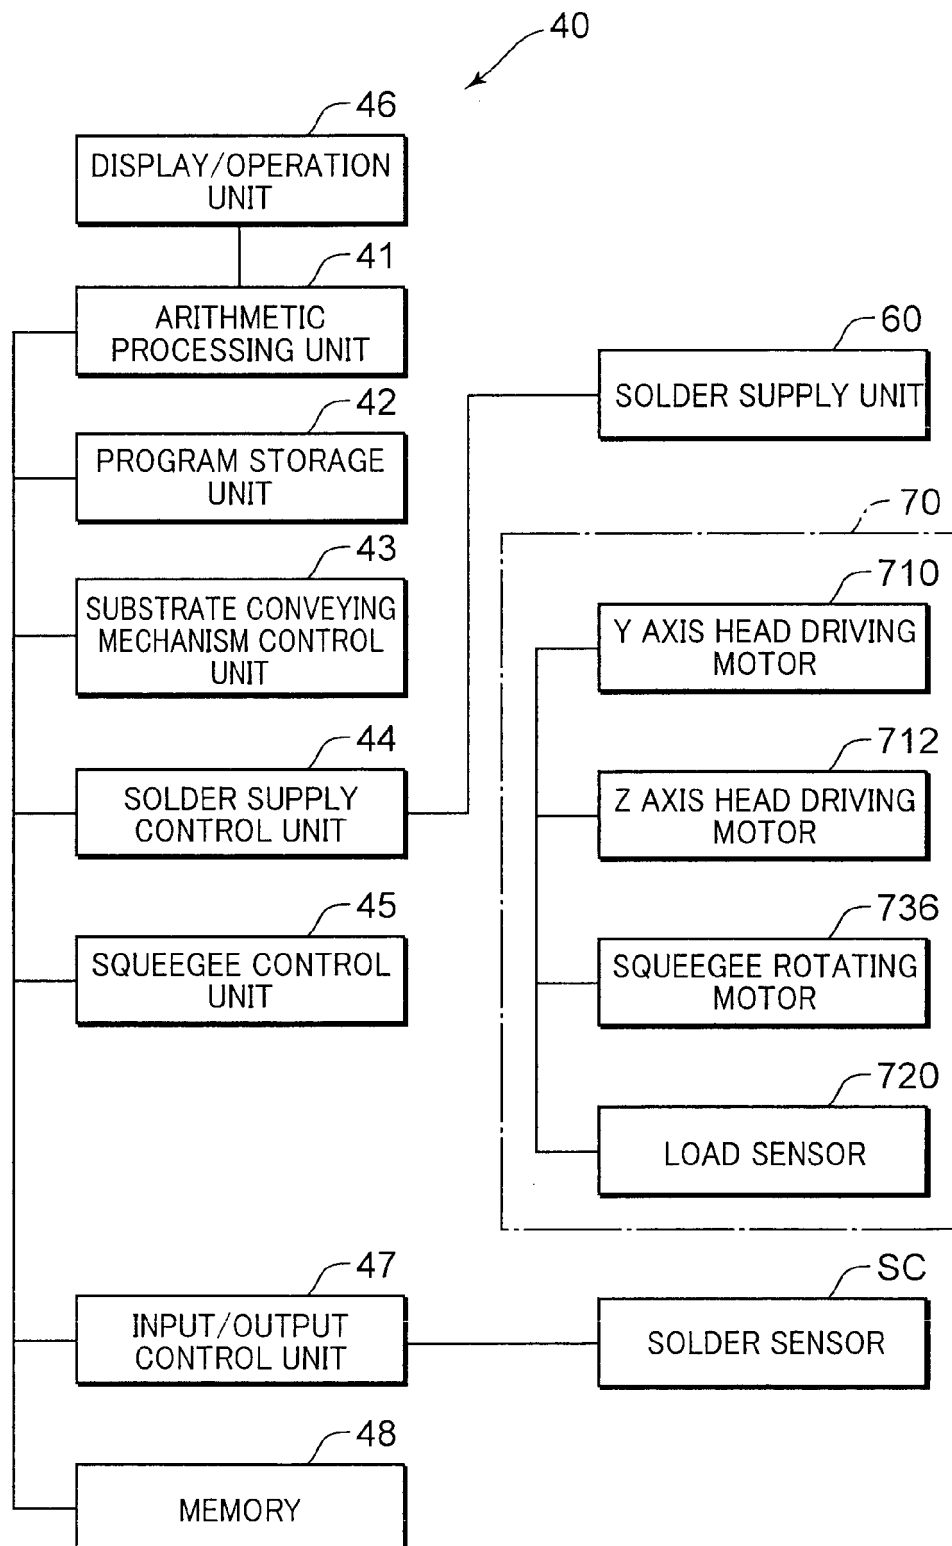 40
46
DISPLAY/OPERATION
UNIT
41
ARITHMETIC
PROCESSING UNIT
60
SOLDER SUPPLY UNIT
42
PROGRAM STORAGE
UNIT
70
43
SUBSTRATE CONVEYING
MECHANISM CONTROL
UNIT
710
Y AXIS HEAD DRIVING
MOTOR
44
SOLDER SUPPLY
CONTROL UNIT
712
Z AXIS HEAD DRIVING
MOTOR
45
SQUEEGEE CONTROL
UNIT
736
SQUEEGEE ROTATING
MOTOR
720
LOAD SENSOR
47
INPUT/OUTPUT
CONTROL UNIT
SC
SOLDER SENSOR
48
MEMORY